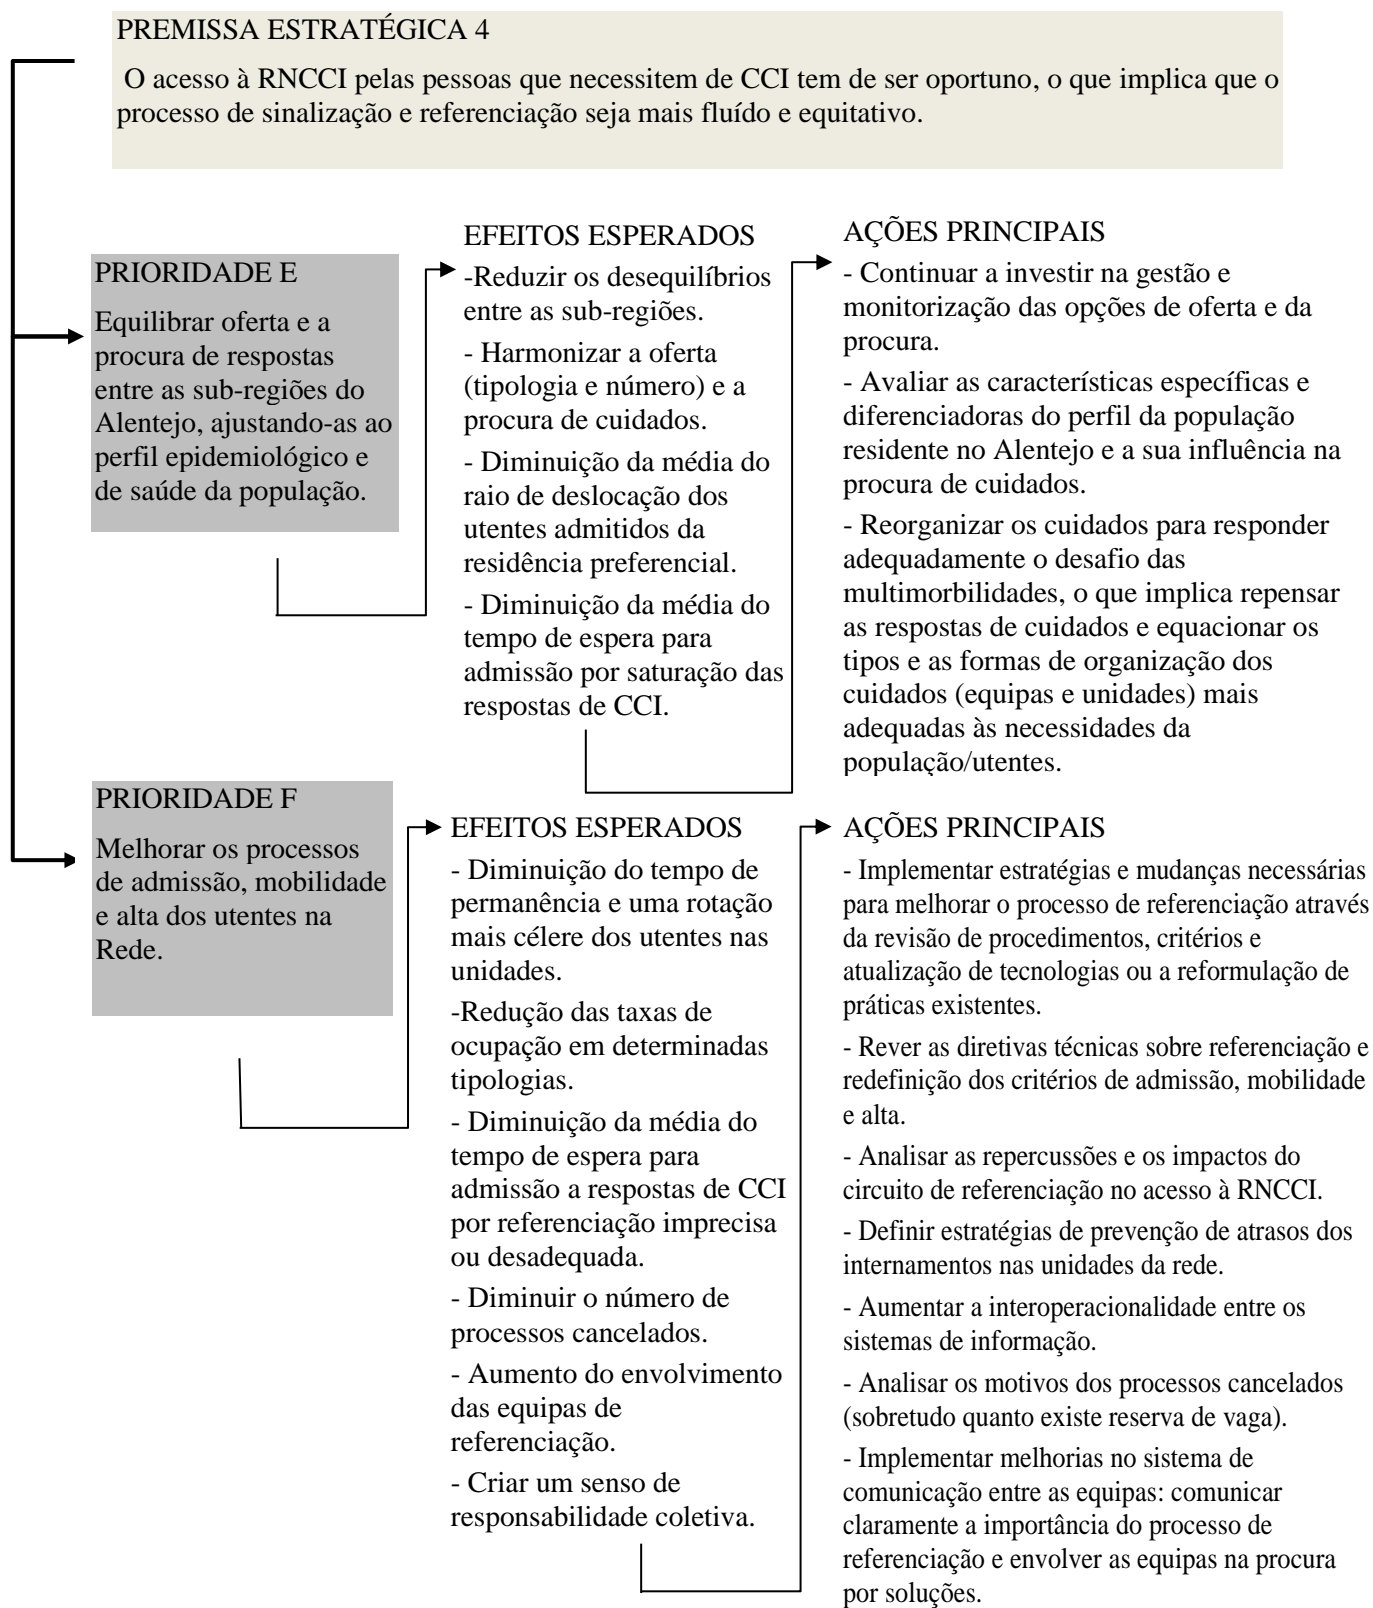 PREMISSA ESTRATÉGICA 4
O acesso à RNCCI pelas pessoas que necessitem de CCI tem de ser oportuno, o que implica que o
processo de sinalização e referenciação seja mais fluído e equitativo.
PRIORIDADE E
Equilibrar oferta e a
procura de respostas
entre as sub-regiões do
Alentejo, ajustando-as ao
perfil epidemiológico e
de saúde da população.
EFEITOS ESPERADOS
-Reduzir os desequilíbrios
entre as sub-regiões.
- Harmonizar a oferta
(tipologia e número) e a
procura de cuidados.
- Diminuição da média do
raio de deslocação dos
utentes admitidos da
residência preferencial.
- Diminuição da média do
tempo de espera para
admissão por saturação das
respostas de CCI.
AÇÕES PRINCIPAIS
- Continuar a investir na gestão e
monitorização das opções de oferta e da
procura.
- Avaliar as características específicas e
diferenciadoras do perfil da população
residente no Alentejo e a sua influência na
procura de cuidados.
- Reorganizar os cuidados para responder
adequadamente o desafio das
multimorbilidades, o que implica repensar
as respostas de cuidados e equacionar os
tipos e as formas de organização dos
cuidados (equipas e unidades) mais
adequadas às necessidades da
população/utentes.
PRIORIDADE F
Melhorar os processos
de admissão, mobilidade
e alta dos utentes na
Rede.
EFEITOS ESPERADOS
- Diminuição do tempo de
permanência e uma rotação
mais célere dos utentes nas
unidades.
-Redução das taxas de
ocupação em determinadas
tipologias.
- Diminuição da média do
tempo de espera para
admissão a respostas de CCI
por referenciação imprecisa
ou desadequada.
- Diminuir o número de
processos cancelados.
- Aumento do envolvimento
das equipas de
referenciação.
- Criar um senso de
responsabilidade coletiva.
AÇÕES PRINCIPAIS
- Implementar estratégias e mudanças necessárias
para melhorar o processo de referenciação através
da revisão de procedimentos, critérios e
atualização de tecnologias ou a reformulação de
práticas existentes.
- Rever as diretivas técnicas sobre referenciação e
redefinição dos critérios de admissão, mobilidade
e alta.
- Analisar as repercussões e os impactos do
circuito de referenciação no acesso à RNCCI.
- Definir estratégias de prevenção de atrasos dos
internamentos nas unidades da rede.
- Aumentar a interoperacionalidade entre os
sistemas de informação.
- Analisar os motivos dos processos cancelados
(sobretudo quanto existe reserva de vaga).
- Implementar melhorias no sistema de
comunicação entre as equipas: comunicar
claramente a importância do processo de
referenciação e envolver as equipas na procura
por soluções.